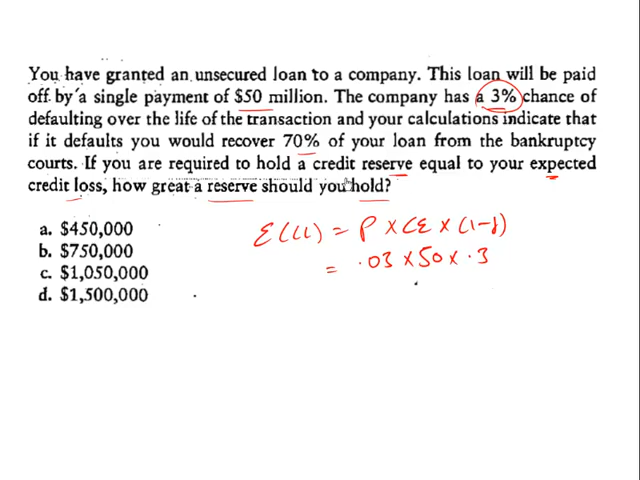 You have granted an unsecured loan to a company. This loan will be paid
off by a single payment of $50 million. The company has a 3% chance of
defaulting over the life of the transaction and your calculations indicate that
if it defaults you would recover 70% of your loan from the bankruptcy
courts. If you are required to hold a credit reserve equal to your expected
credit loss, how great a reserve should you hold?
a. $450,000
b. $750,000
c. $1,050,000
d. $1,500,000
E(CL) = P × CE × (1-f)
= .03 × 50 × .3